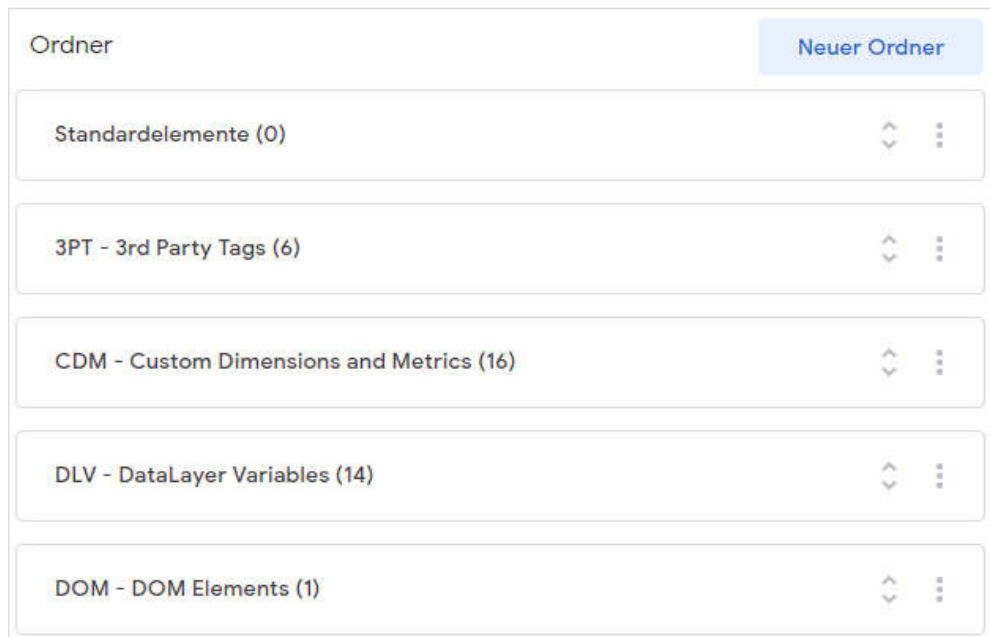 Ordner
Neuer Ordner
Standardelemente (0)
3PT - 3rd Party Tags (6)
CDM - Custom Dimensions and Metrics (16)
DLV - DataLayer Variables (14)
DOM - DOM Elements (1)